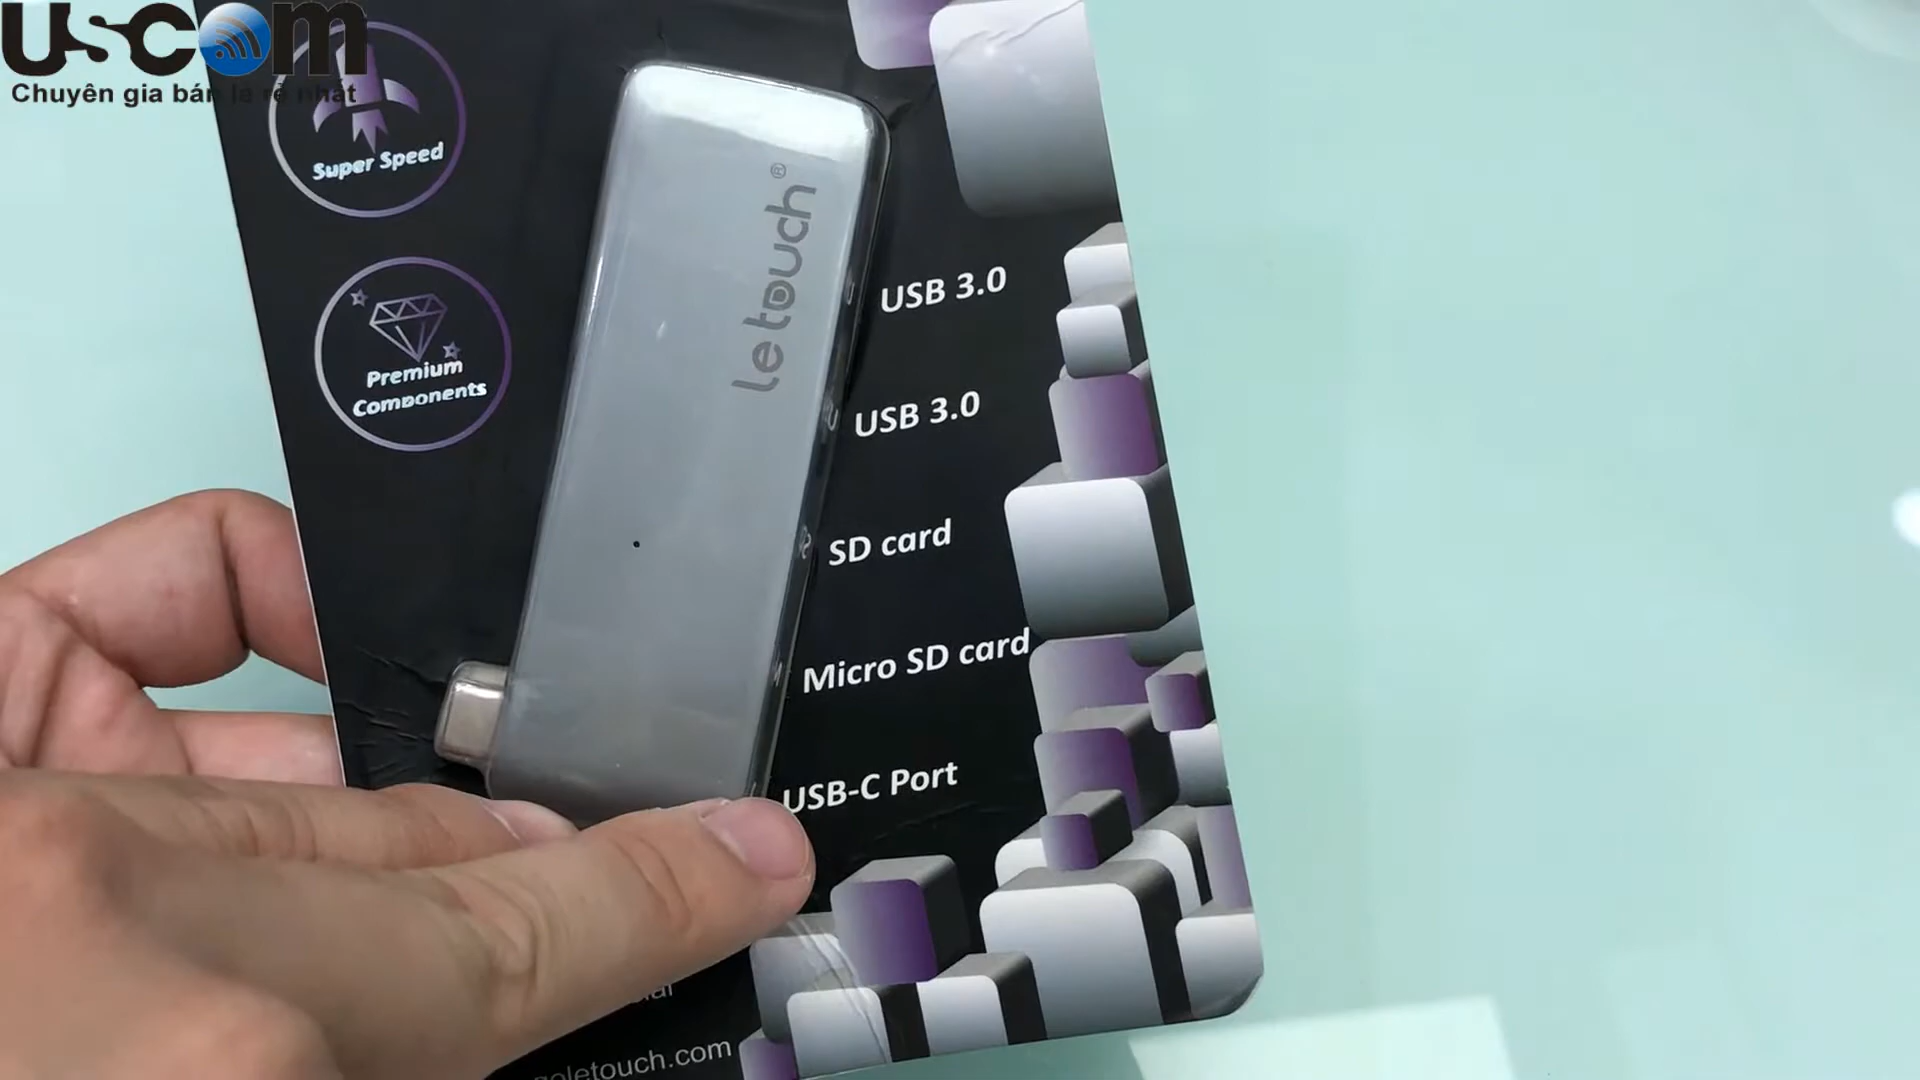 uscom
Chuyên gia bán lẻ rẻ nhất
Super Speed
Premium
Components
le touch®
USB 3.0
USB 3.0
SD card
Micro SD card
USB-C Port
goletouch.com